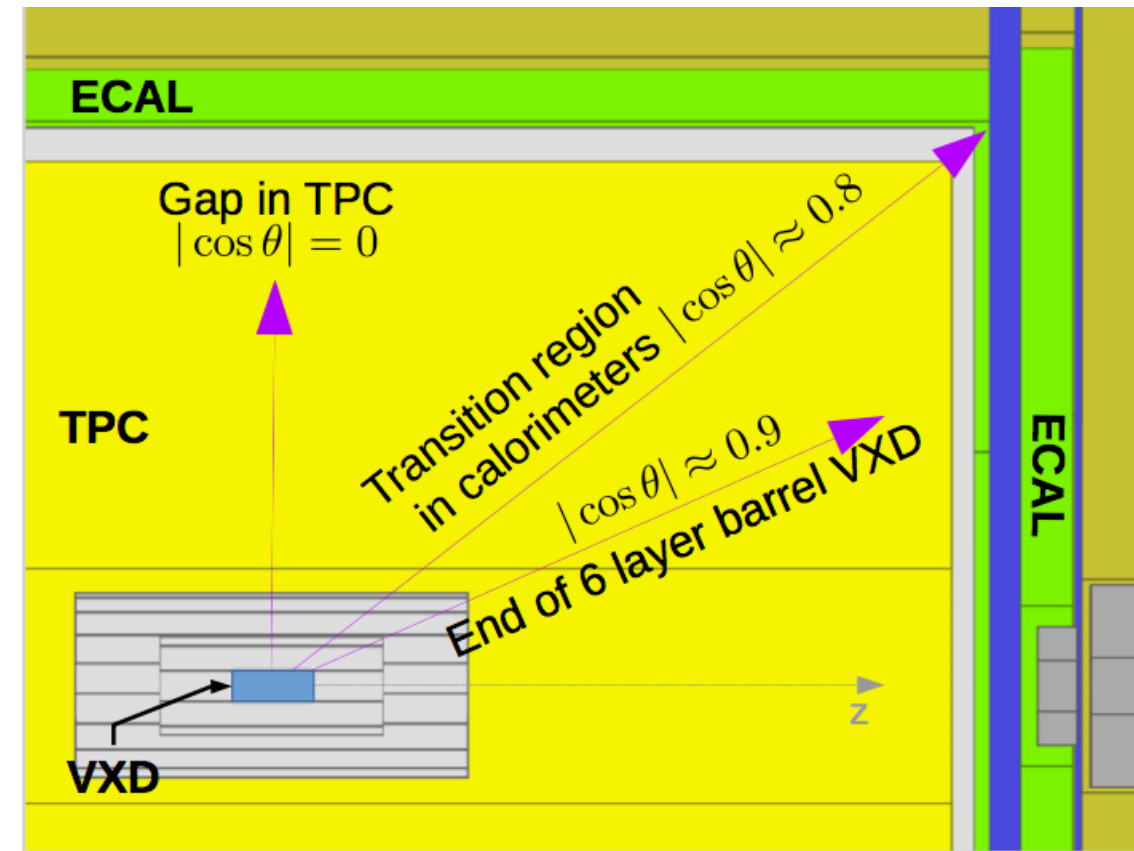 ECAL
Gap in TPC
|cos θ| = 0
TPC
Transition region
in calorimeters |cos θ| ≈ 0.8
|cos θ| ≈ 0.9
End of 6 layer barrel VXD
ECAL
VXD
z